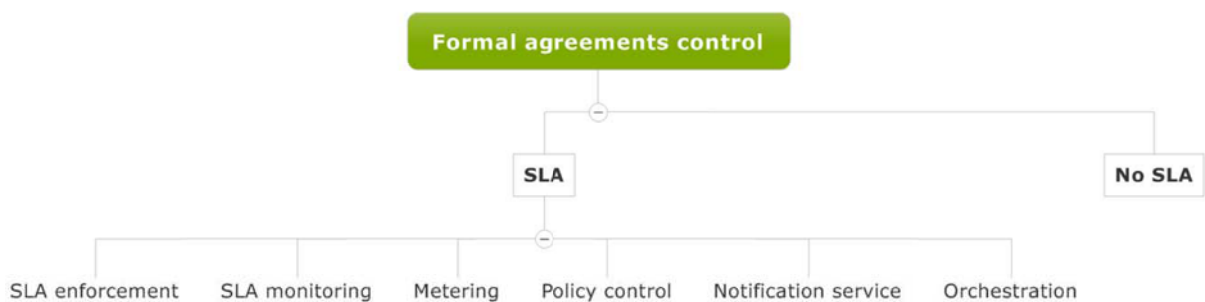 Formal agreements control
SLA
No SLA
SLA enforcement
SLA monitoring
Metering
Policy control
Notification service
Orchestration